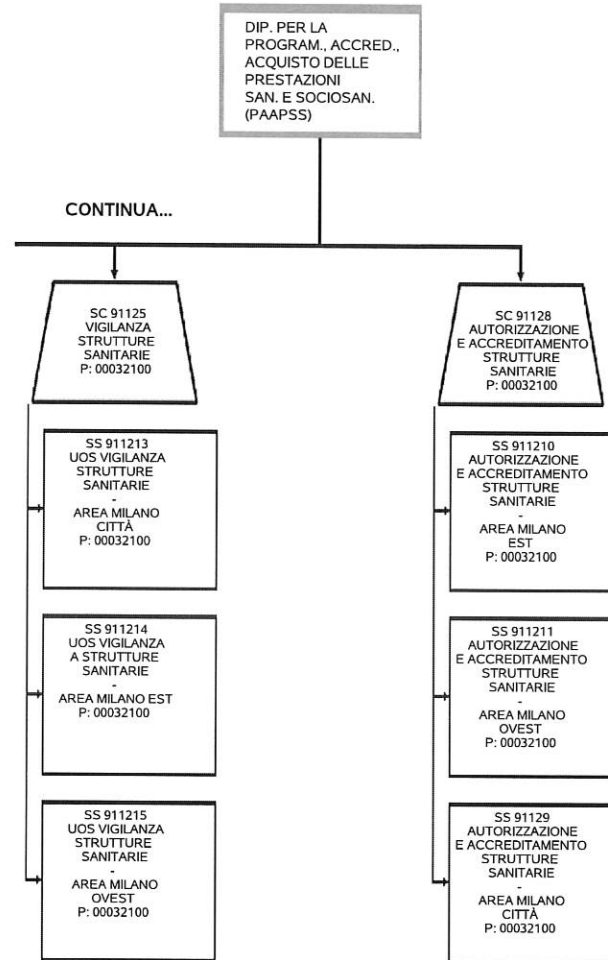 DIP. PER LA
PROGRAM., ACCRED.,
ACQUISTO DELLE
PRESTAZIONI
SAN. E SOCIOSAN.
(PAAPSS)
CONTINUA...
SC 91125
VIGILANZA
STRUTTURE
SANITARIE
P: 00032100
SS 911213
UOS VIGILANZA
STRUTTURE
SANITARIE
-
AREA MILANO
CITTÀ
P: 00032100
SS 911214
UOS VIGILANZA
A STRUTTURE
SANITARIE
-
AREA MILANO EST
P: 00032100
SS 911215
UOS VIGILANZA
STRUTTURE
SANITARIE
-
AREA MILANO
OVEST
P: 00032100
SC 91128
AUTORIZZAZIONE
E ACCREDITAMENTO
STRUTTURE
SANITARIE
P: 00032100
SS 911210
AUTORIZZAZIONE
E ACCREDITAMENTO
STRUTTURE
SANITARIE
-
AREA MILANO
EST
P: 00032100
SS 911211
AUTORIZZAZIONE
E ACCREDITAMENTO
STRUTTURE
SANITARIE
-
AREA MILANO
OVEST
P: 00032100
SS 91129
AUTORIZZAZIONE
E ACCREDITAMENTO
STRUTTURE
SANITARIE
-
AREA MILANO
CITTÀ
P: 00032100